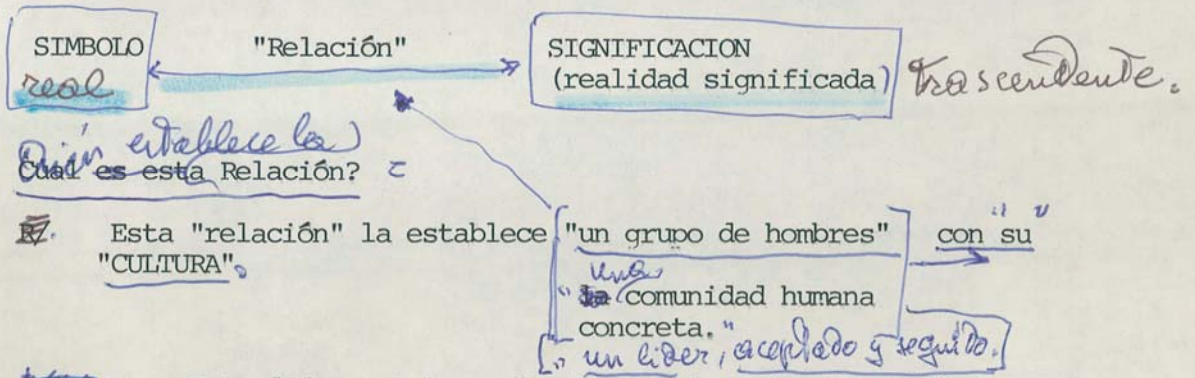 SIMBOLO "Relación" SIGNIFICACION
real (realidad significada) trascendente.
Quién establece la
Cual es esta Relación?
R/. Esta "relación" la establece "un grupo de hombres" con su
"CULTURA".
una
"la comunidad humana
concreta."
" un lider, aceptado y seguido.